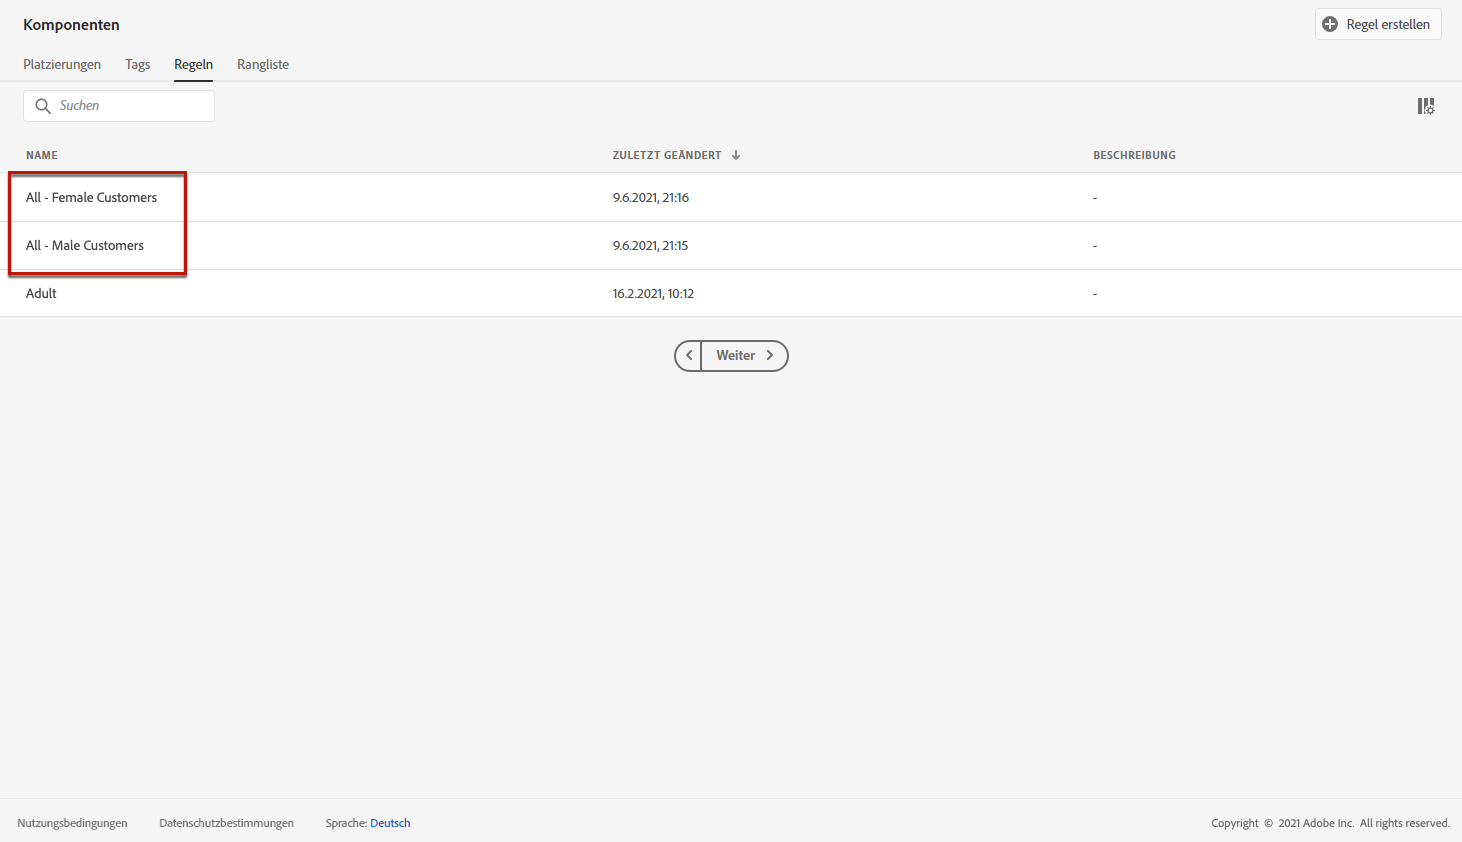 Komponenten
Regel erstellen
Platzierungen Tags Regeln Rangliste
Suchen
NAME ZULETZT GEÄNDERT BESCHREIBUNG
All - Female Customers 9.6.2021, 21:16 -
All - Male Customers 9.6.2021, 21:15 -
Adult 16.2.2021, 10:12 -
Weiter
Nutzungsbedingungen Datenschutzbestimmungen Sprache: Deutsch Copyright © 2021 Adobe Inc. All rights reserved.